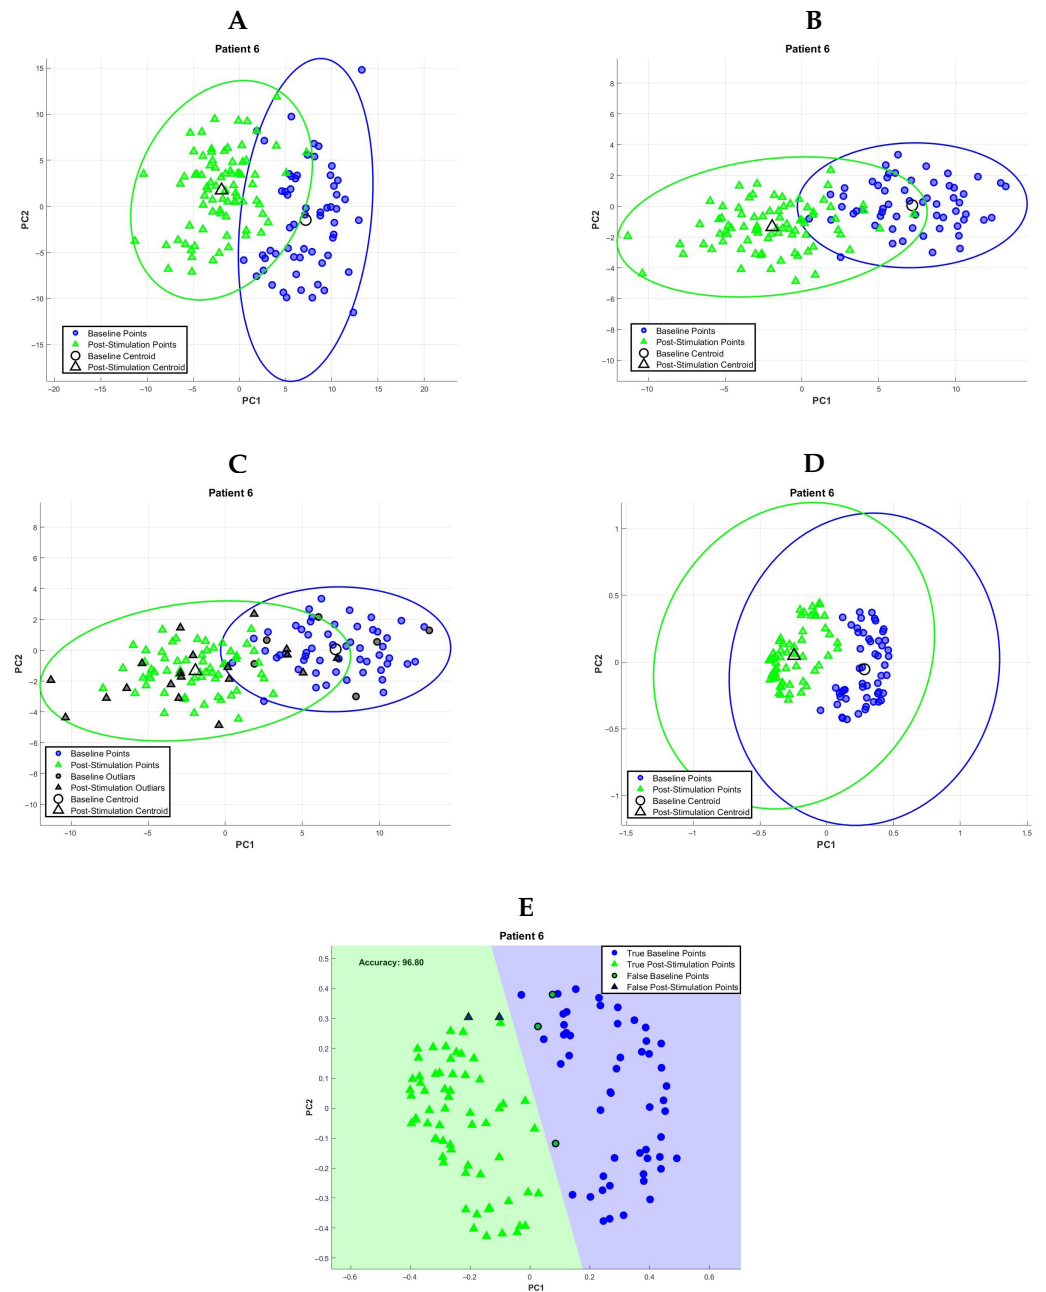 A
Patient 6
PC2
15
10
5
0
−5
−10
−15
−20 −15 −10 −5 0 5 10 15 20
PC1
Baseline Points
Post-Stimulation Points
Baseline Centroid
Post-Stimulation Centroid
B
Patient 6
PC2
8
6
4
2
0
−2
−4
−6
−8
−10
−10 −5 0 5 10
PC1
Baseline Points
Post-Stimulation Points
Baseline Centroid
Post-Stimulation Centroid
C
Patient 6
PC2
8
6
4
2
0
−2
−4
−6
−8
−10
−10 −5 0 5 10
PC1
Baseline Points
Post-Stimulation Points
Baseline Outliars
Post-Stimulation Outliars
Baseline Centroid
Post-Stimulation Centroid
D
Patient 6
PC2
1
0.5
0
−0.5
−1
−1.5 −1 −0.5 0 0.5 1 1.5
PC1
Baseline Points
Post-Stimulation Points
Baseline Centroid
Post-Stimulation Centroid
E
Patient 6
Accuracy: 96.80
PC2
0.5
0.4
0.3
0.2
0.1
0
−0.1
−0.2
−0.3
−0.4
−0.5
−0.6 −0.4 −0.2 0 0.2 0.4 0.6
PC1
True Baseline Points
True Post-Stimulation Points
False Baseline Points
False Post-Stimulation Points